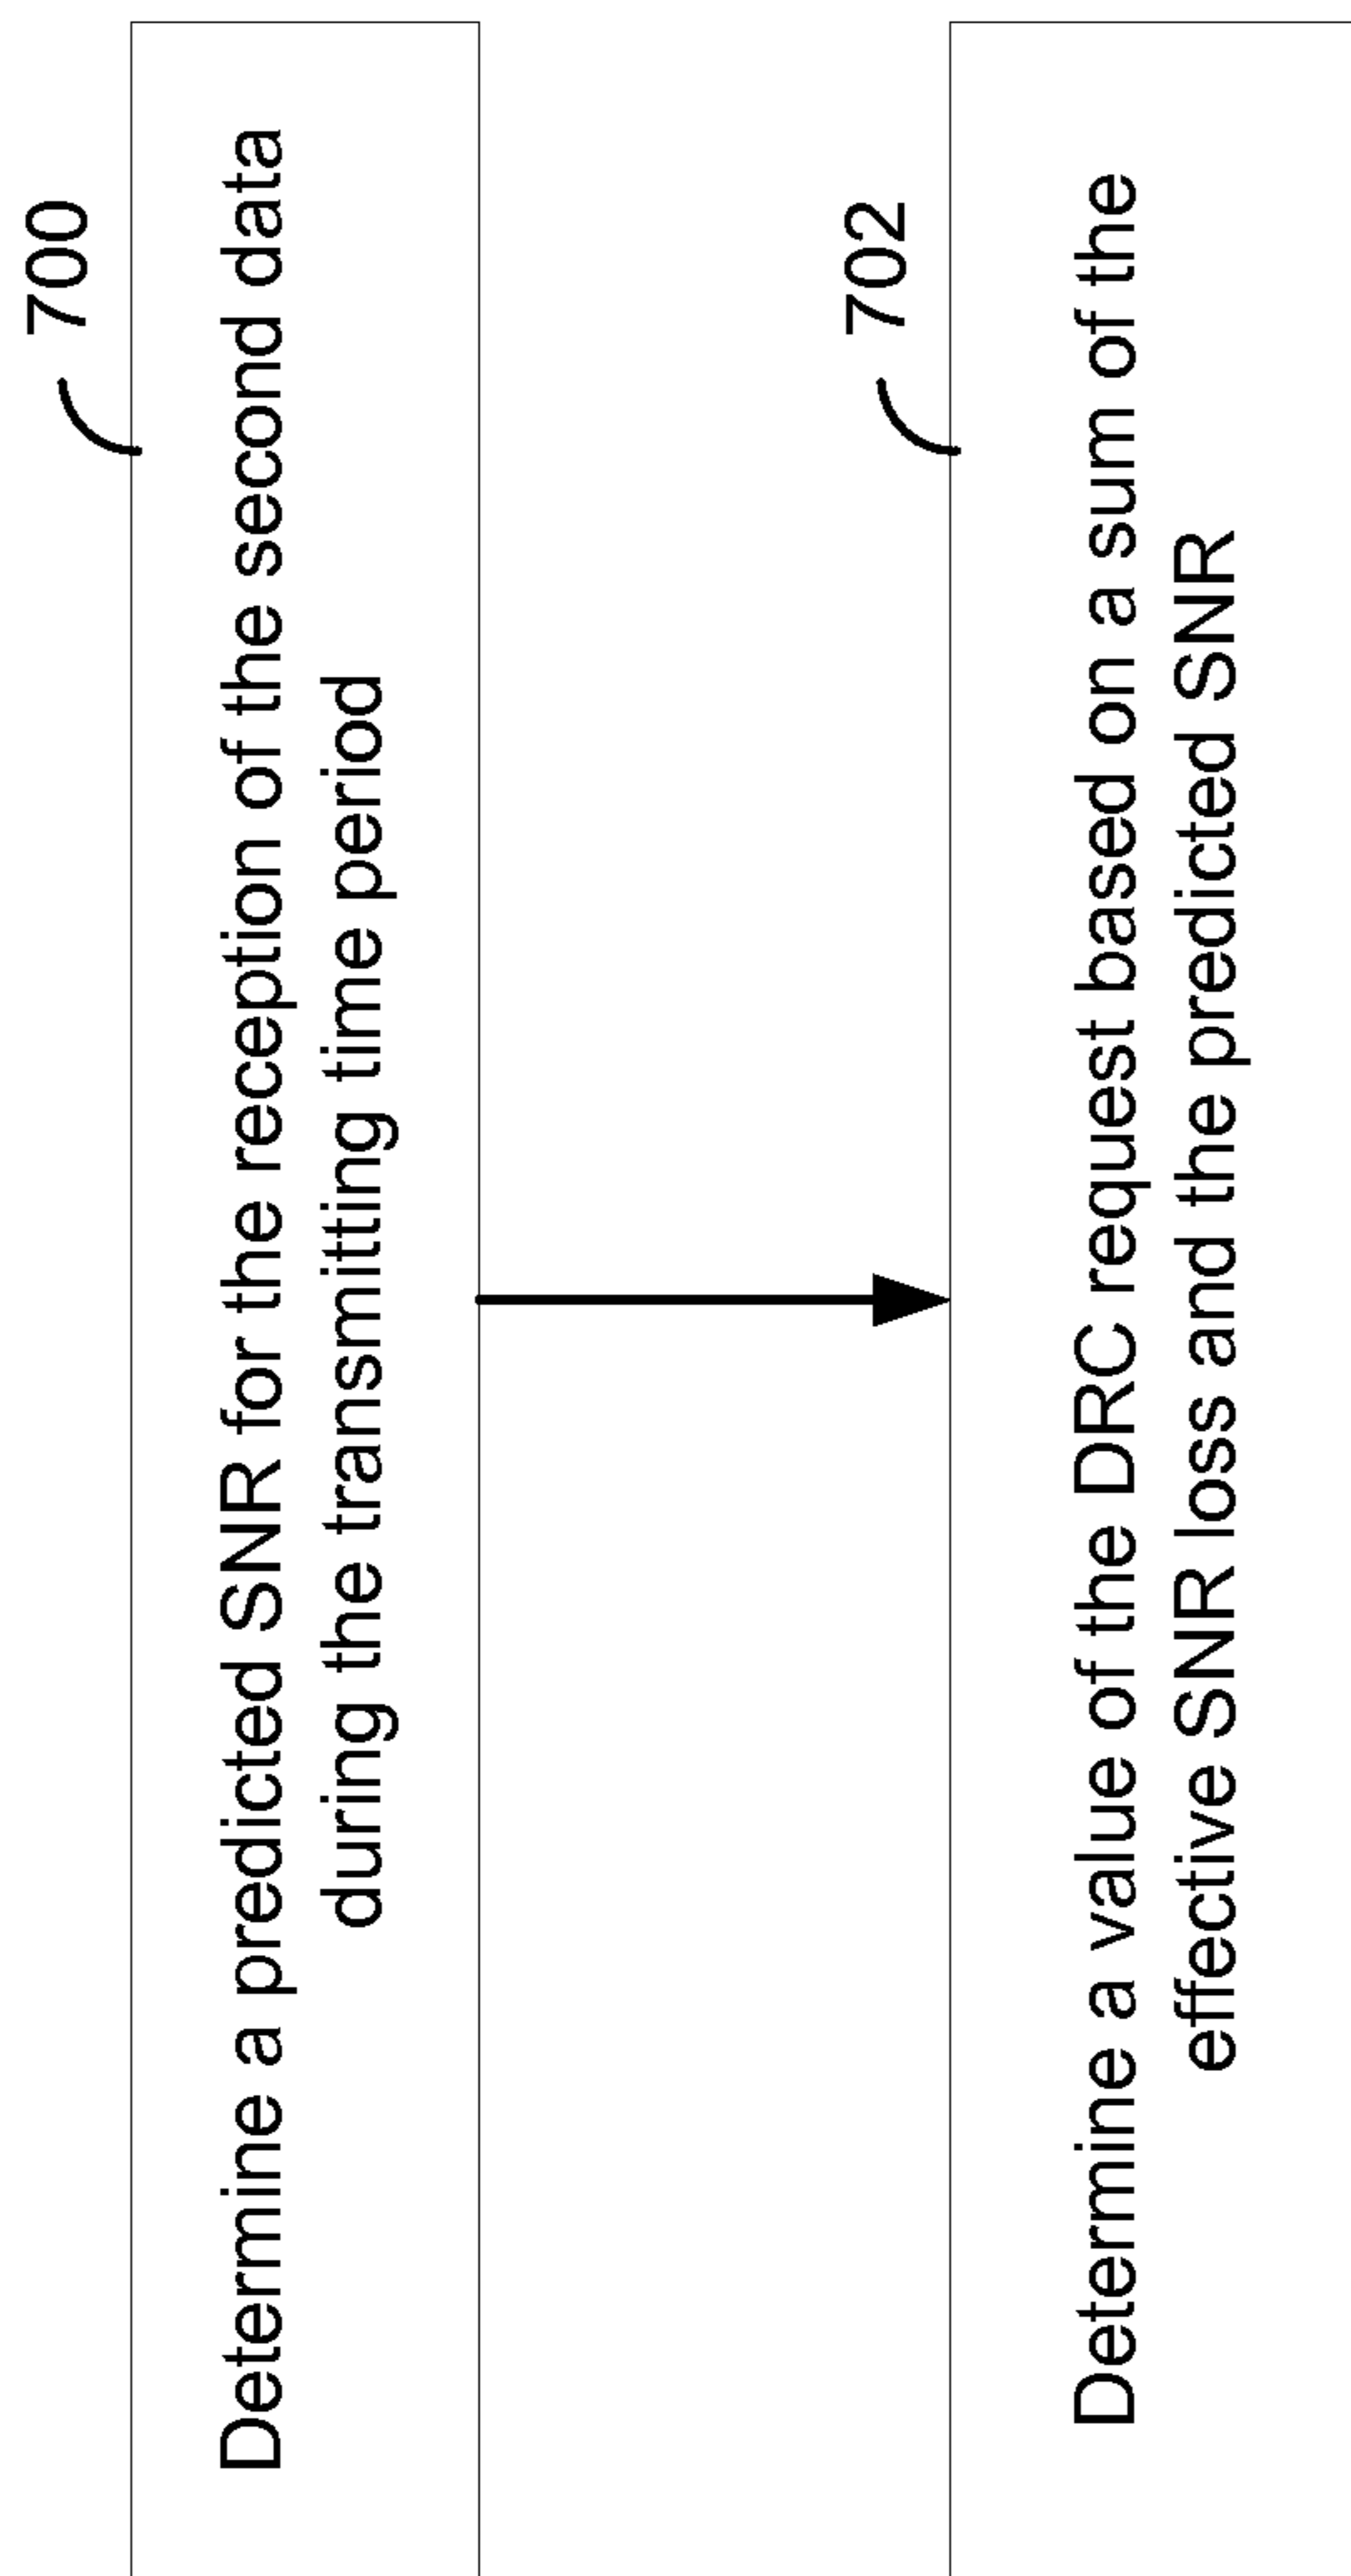 700
Determine a predicted SNR for the reception of the second data
during the transmitting time period
702
Determine a value of the DRC request based on a sum of the
effective SNR loss and the predicted SNR